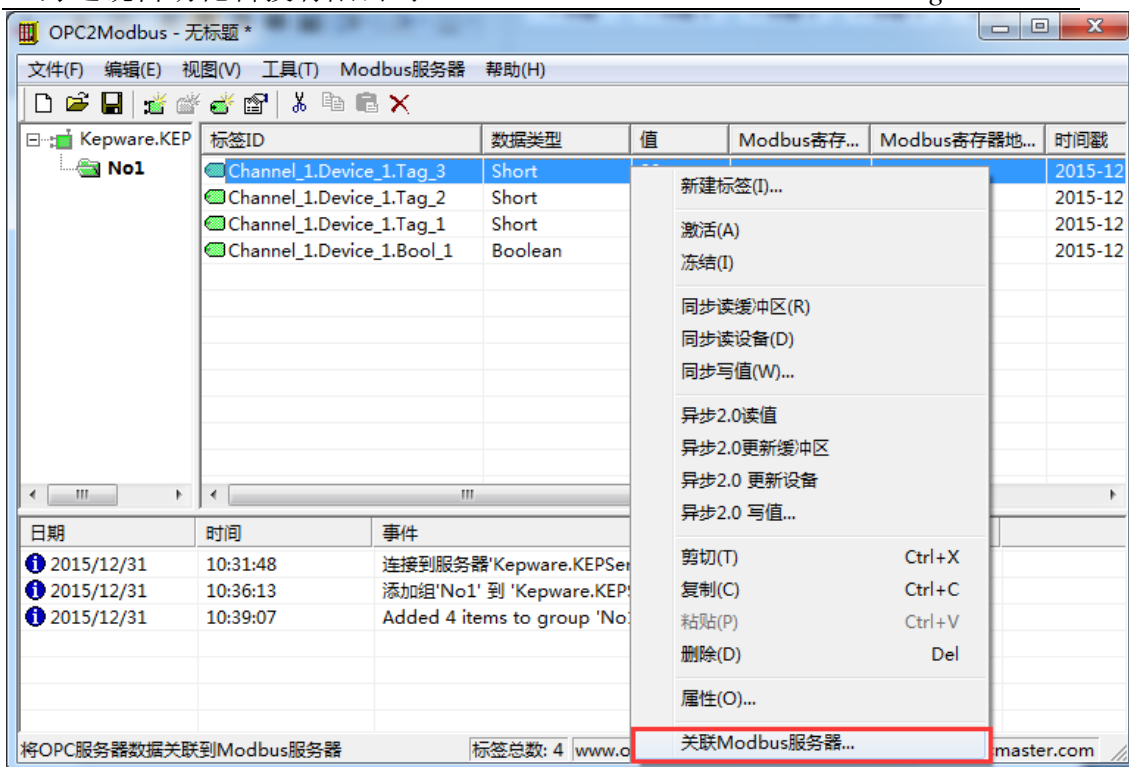 OPC2Modbus - 无标题 *
文件(F) 编辑(E) 视图(V) 工具(T) Modbus服务器 帮助(H)
Kepware.KEP
No1
标签ID 数据类型 值 Modbus寄存... Modbus寄存器地... 时间戳
Channel_1.Device_1.Tag_3 Short 2015-12
Channel_1.Device_1.Tag_2 Short 2015-12
Channel_1.Device_1.Tag_1 Short 2015-12
Channel_1.Device_1.Bool_1 Boolean 2015-12
新建标签(I)...
激活(A)
冻结(I)
同步读缓冲区(R)
同步读设备(D)
同步写值(W)...
异步2.0读值
异步2.0更新缓冲区
异步2.0 更新设备
异步2.0 写值...
剪切(T) Ctrl+X
复制(C) Ctrl+C
粘贴(P) Ctrl+V
删除(D) Del
属性(O)...
关联Modbus服务器...
日期 时间 事件
2015/12/31 10:31:48 连接到服务器'Kepware.KEPSer
2015/12/31 10:36:13 添加组'No1' 到 'Kepware.KEP
2015/12/31 10:39:07 Added 4 items to group 'No
将OPC服务器数据关联到Modbus服务器 标签总数: 4 www.o master.com